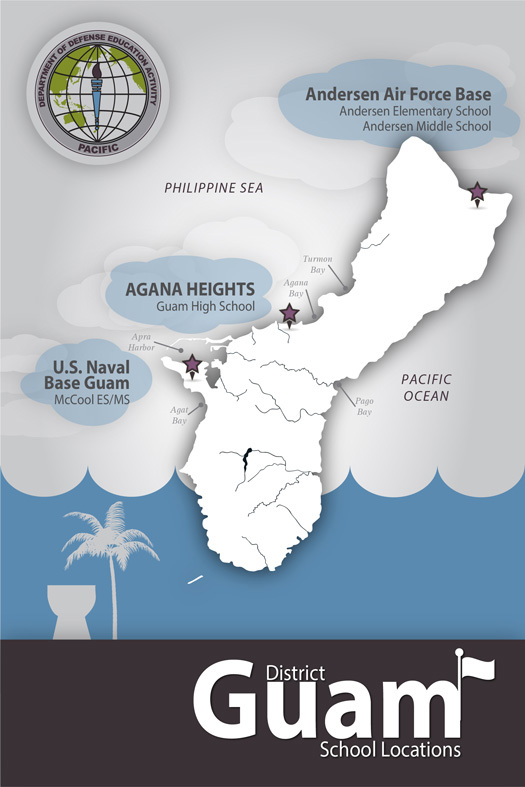 DEPARTMENT OF DEFENSE EDUCATION ACTIVITY
PACIFIC
Andersen Air Force Base
Andersen Elementary School
Andersen Middle School
PHILIPPINE SEA
Turmon
Bay
AGANA HEIGHTS
Guam High School
Agana
Bay
Apra
Harbor
U.S. Naval
Base Guam
McCool ES/MS
PACIFIC
OCEAN
Agat
Bay
Pago
Bay
District
Guam
School Locations